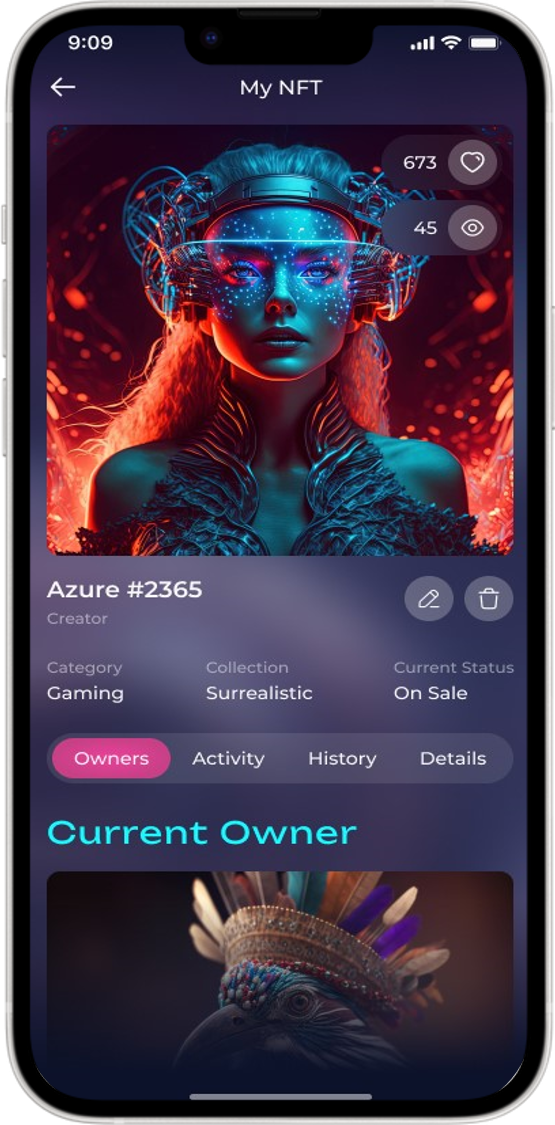 9:09
My NFT
673
45
Azure #2365
Creator
Category Collection Current Status
Gaming Surrealistic On Sale
Owners Activity History Details
Current Owner